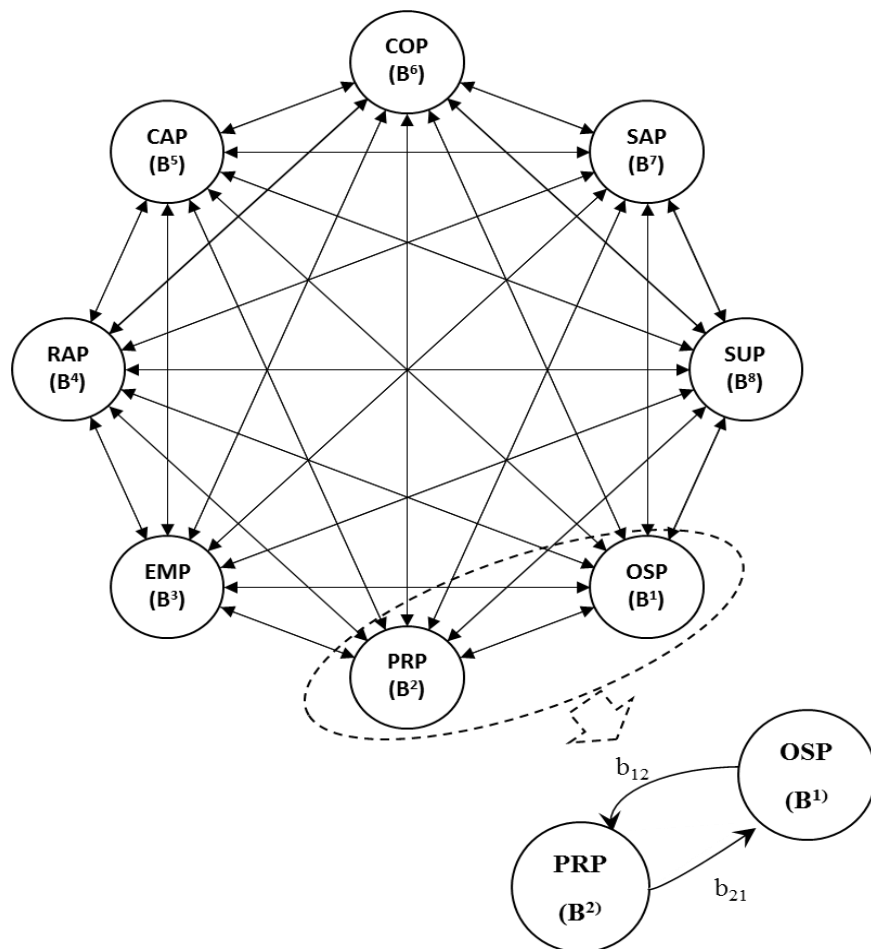 COP
(B⁶)
CAP
(B⁵)
SAP
(B⁷)
RAP
(B⁴)
SUP
(B⁸)
EMP
(B³)
OSP
(B¹)
PRP
(B²)
OSP
(B¹⁾
b₁₂
PRP
(B²⁾
b₂₁